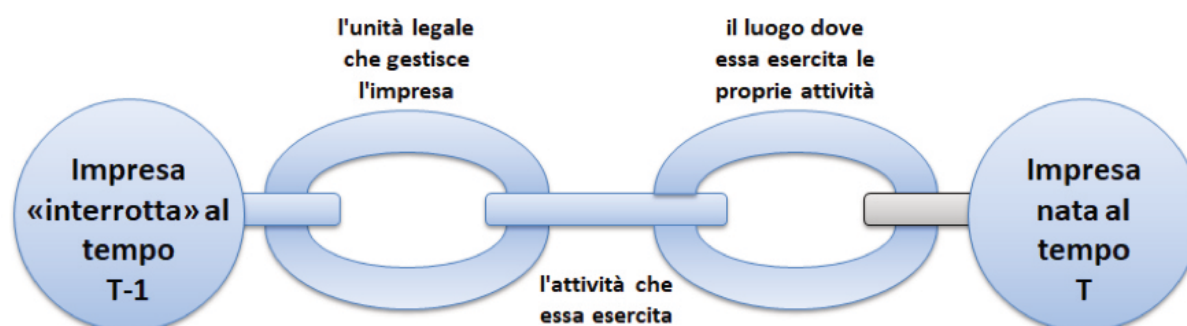 l'unità legale
che gestisce
l'impresa
il luogo dove
essa esercita le
proprie attività
Impresa
«interrotta» al
tempo
T-1
l'attività che
essa esercita
Impresa
nata al
tempo
T